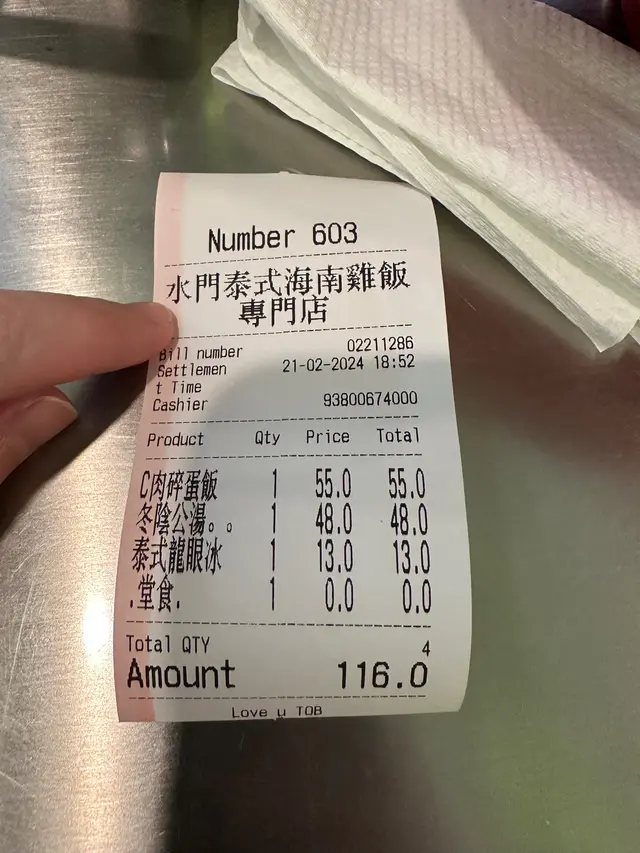 Number 603
水門泰式海南雞飯
專門店
Bill number 02211286
Settlemen 21-02-2024 18:52
t Time
Cashier 93800674000
Product Qty Price Total
C肉碎蛋飯 1 55.0 55.0
冬陰公湯。。 1 48.0 48.0
泰式龍眼冰 1 13.0 13.0
.堂食. 1 0.0 0.0
Total QTY 4
Amount 116.0
Love u TOB